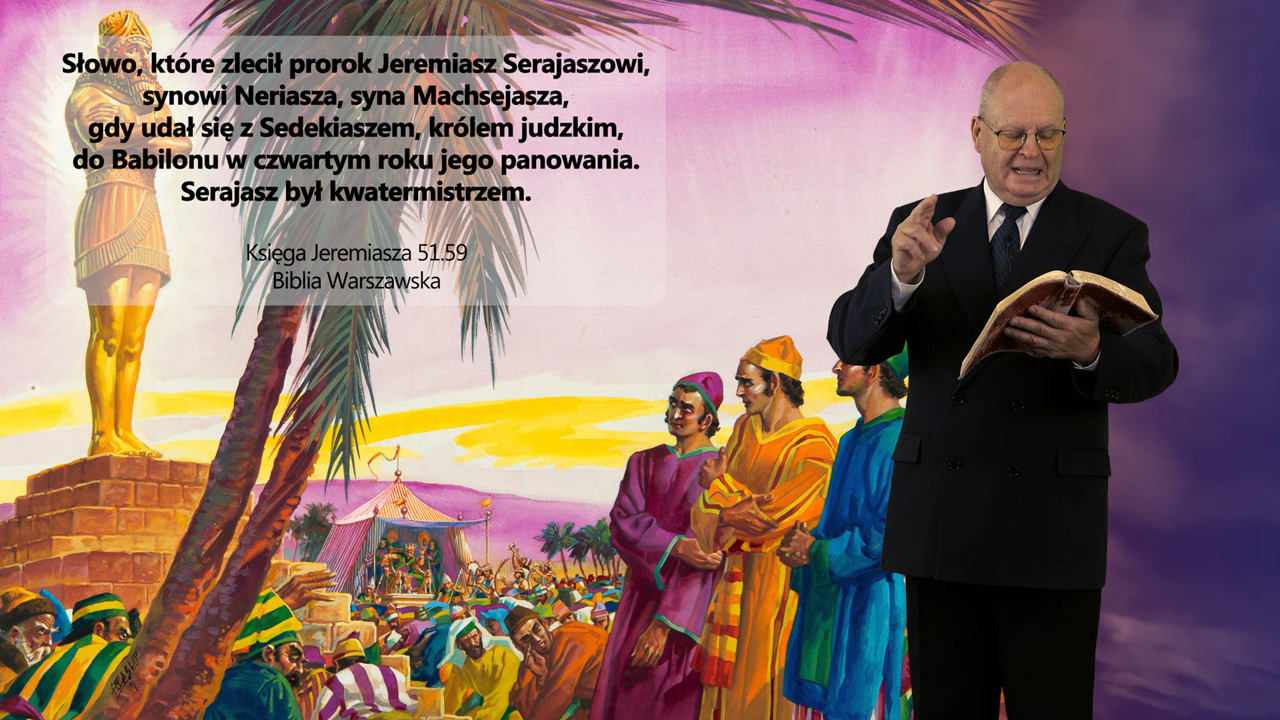 Słowo, które zlecił prorok Jeremiasz Serajaszowi,
synowi Neriasza, syna Machsejasza,
gdy udał się z Sedekiaszem, królem judzkim,
do Babilonu w czwartym roku jego panowania.
Serajasz był kwatermistrzem.
Księga Jeremiasza 51.59
Biblia Warszawska